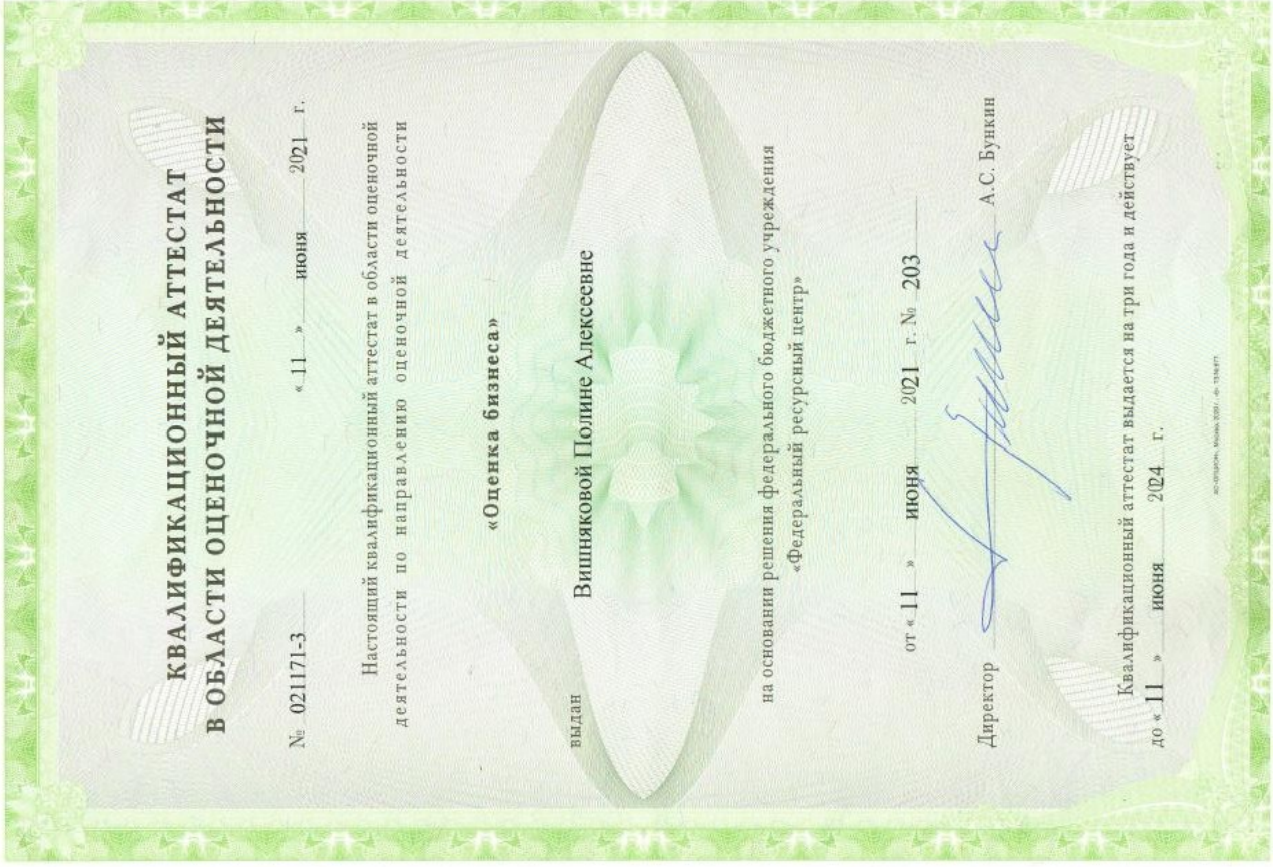 КВАЛИФИКАЦИОННЫЙ АТТЕСТАТ
В ОБЛАСТИ ОЦЕНОЧНОЙ ДЕЯТЕЛЬНОСТИ
№ 021171-3 « 11 » июня 2021 г.
Настоящий квалификационный аттестат в области оценочной
деятельности по направлению оценочной деятельности
«Оценка бизнеса»
выдан Вишняковой Полине Алексеевне
на основании решения федерального бюджетного учреждения
«Федеральный ресурсный центр»
от « 11 » июня 2021 г. № 203
Директор А.С. Бункин
Квалификационный аттестат выдается на три года и действует
до « 11 » июня 2024 г.